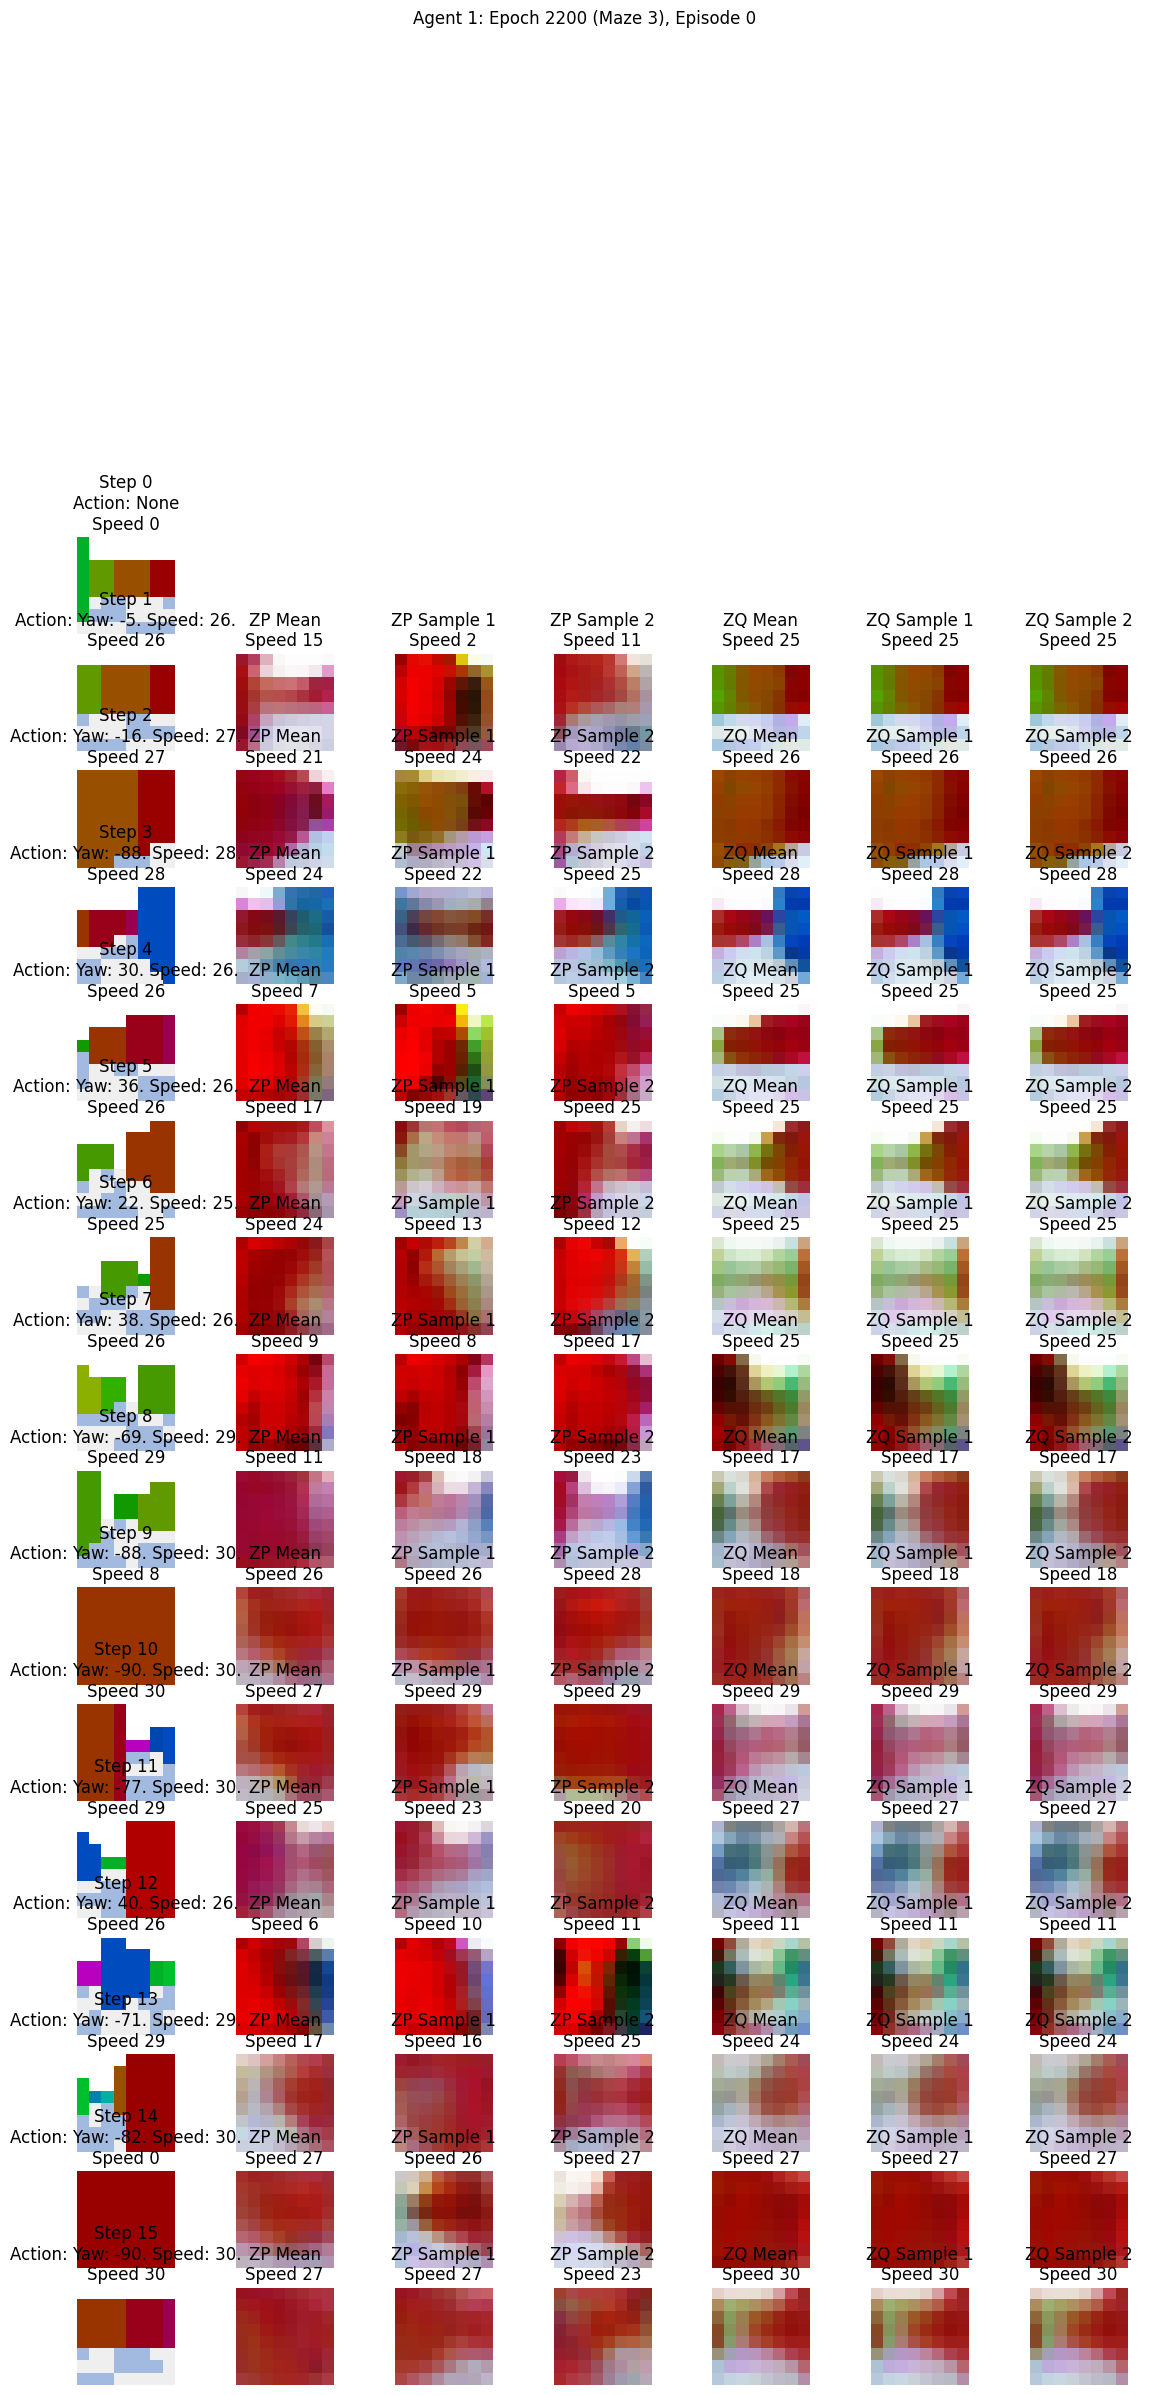 Agent 1: Epoch 2200 (Maze 3), Episode 0
Step 0
Action: None
Speed 0
Step 1
Action: Yaw: -5. Speed: 26. ZP Mean ZP Sample 1 ZP Sample 2 ZQ Mean ZQ Sample 1 ZQ Sample 2
Speed 26 Speed 15 Speed 2 Speed 11 Speed 25 Speed 25 Speed 25
Step 2
Action: Yaw: -16. Speed: 27. ZP Mean ZP Sample 1 ZP Sample 2 ZQ Mean ZQ Sample 1 ZQ Sample 2
Speed 27 Speed 21 Speed 24 Speed 22 Speed 26 Speed 26 Speed 26
Step 3
Action: Yaw: -88. Speed: 28. ZP Mean ZP Sample 1 ZP Sample 2 ZQ Mean ZQ Sample 1 ZQ Sample 2
Speed 28 Speed 24 Speed 22 Speed 25 Speed 28 Speed 28 Speed 28
Step 4
Action: Yaw: 30. Speed: 26. ZP Mean ZP Sample 1 ZP Sample 2 ZQ Mean ZQ Sample 1 ZQ Sample 2
Speed 26 Speed 7 Speed 5 Speed 5 Speed 25 Speed 25 Speed 25
Step 5
Action: Yaw: 36. Speed: 26. ZP Mean ZP Sample 1 ZP Sample 2 ZQ Mean ZQ Sample 1 ZQ Sample 2
Speed 26 Speed 17 Speed 19 Speed 25 Speed 25 Speed 25 Speed 25
Step 6
Action: Yaw: 22. Speed: 25. ZP Mean ZP Sample 1 ZP Sample 2 ZQ Mean ZQ Sample 1 ZQ Sample 2
Speed 25 Speed 24 Speed 13 Speed 12 Speed 25 Speed 25 Speed 25
Step 7
Action: Yaw: 38. Speed: 26. ZP Mean ZP Sample 1 ZP Sample 2 ZQ Mean ZQ Sample 1 ZQ Sample 2
Speed 26 Speed 9 Speed 8 Speed 17 Speed 25 Speed 25 Speed 25
Step 8
Action: Yaw: -69. Speed: 29. ZP Mean ZP Sample 1 ZP Sample 2 ZQ Mean ZQ Sample 1 ZQ Sample 2
Speed 29 Speed 11 Speed 18 Speed 23 Speed 17 Speed 17 Speed 17
Step 9
Action: Yaw: -88. Speed: 30. ZP Mean ZP Sample 1 ZP Sample 2 ZQ Mean ZQ Sample 1 ZQ Sample 2
Speed 8 Speed 26 Speed 26 Speed 28 Speed 18 Speed 18 Speed 18
Step 10
Action: Yaw: -90. Speed: 30. ZP Mean ZP Sample 1 ZP Sample 2 ZQ Mean ZQ Sample 1 ZQ Sample 2
Speed 30 Speed 27 Speed 29 Speed 29 Speed 29 Speed 29 Speed 29
Step 11
Action: Yaw: -77. Speed: 30. ZP Mean ZP Sample 1 ZP Sample 2 ZQ Mean ZQ Sample 1 ZQ Sample 2
Speed 29 Speed 25 Speed 23 Speed 20 Speed 27 Speed 27 Speed 27
Step 12
Action: Yaw: 40. Speed: 26. ZP Mean ZP Sample 1 ZP Sample 2 ZQ Mean ZQ Sample 1 ZQ Sample 2
Speed 26 Speed 6 Speed 10 Speed 11 Speed 11 Speed 11 Speed 11
Step 13
Action: Yaw: -71. Speed: 29. ZP Mean ZP Sample 1 ZP Sample 2 ZQ Mean ZQ Sample 1 ZQ Sample 2
Speed 29 Speed 17 Speed 16 Speed 25 Speed 24 Speed 24 Speed 24
Step 14
Action: Yaw: -82. Speed: 30. ZP Mean ZP Sample 1 ZP Sample 2 ZQ Mean ZQ Sample 1 ZQ Sample 2
Speed 0 Speed 27 Speed 26 Speed 27 Speed 27 Speed 27 Speed 27
Step 15
Action: Yaw: -90. Speed: 30. ZP Mean ZP Sample 1 ZP Sample 2 ZQ Mean ZQ Sample 1 ZQ Sample 2
Speed 30 Speed 27 Speed 27 Speed 23 Speed 30 Speed 30 Speed 30